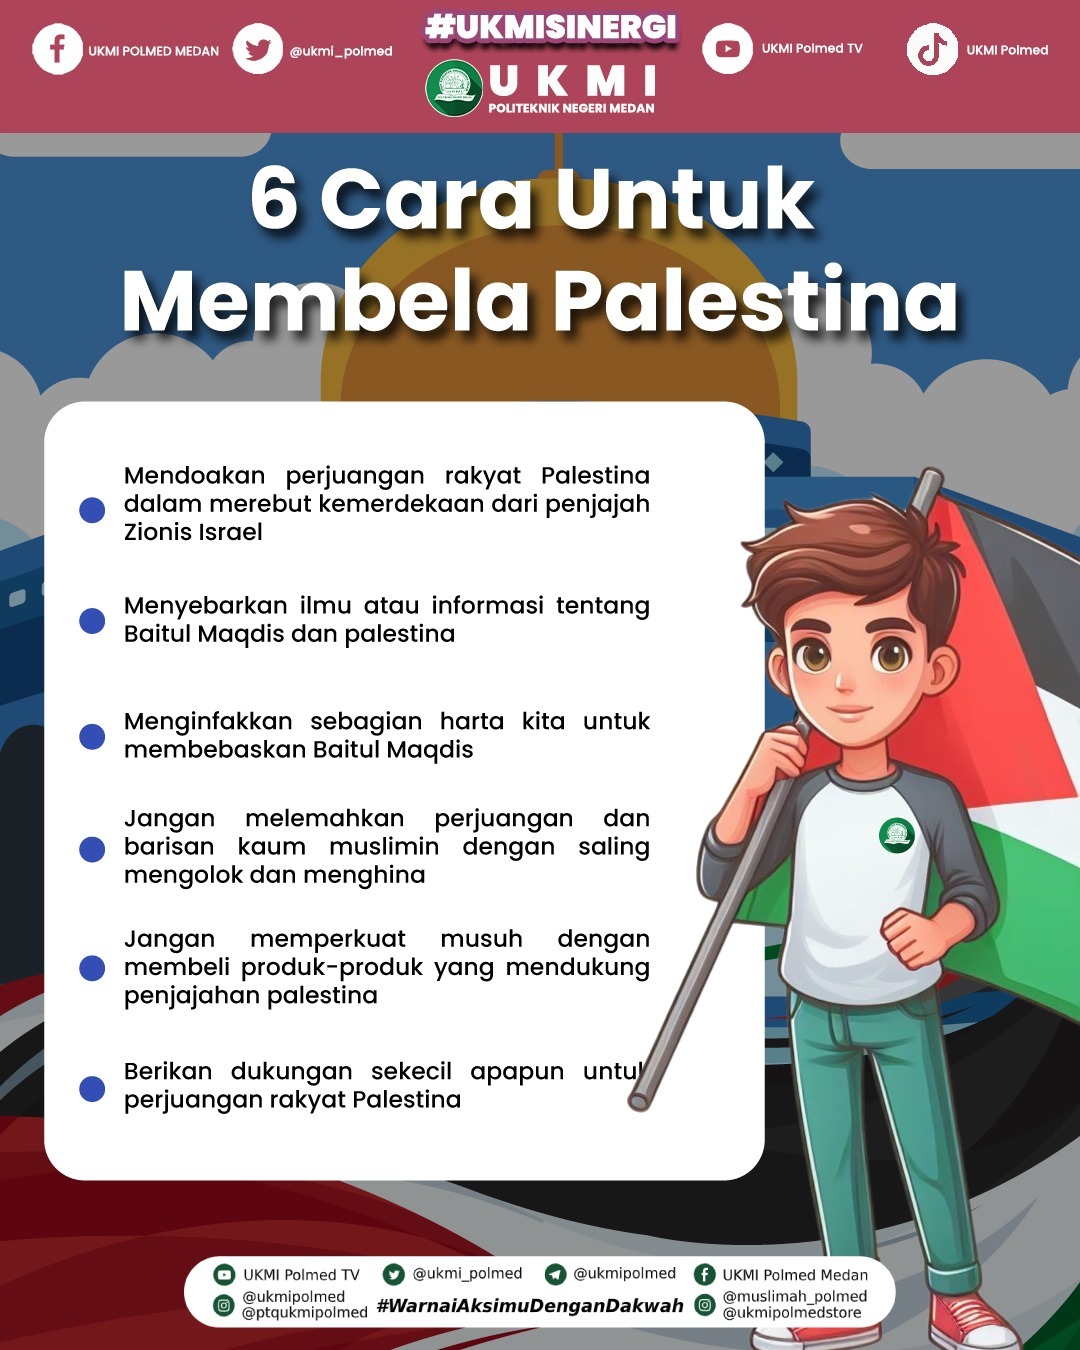 #UKMISINERGI
UKMI POLMED MEDAN
@ukmi_polmed
UKMI
POLITEKNIK NEGERI MEDAN
UKMI Polmed TV
UKMI Polmed
6 Cara Untuk
Membela Palestina
Mendoakan perjuangan rakyat Palestina
dalam merebut kemerdekaan dari penjajah
Zionis Israel
Menyebarkan ilmu atau informasi tentang
Baitul Maqdis dan palestina
Menginfakkan sebagian harta kita untuk
membebaskan Baitul Maqdis
Jangan melemahkan perjuangan dan
barisan kaum muslimin dengan saling
mengolok dan menghina
Jangan memperkuat musuh dengan
membeli produk-produk yang mendukung
penjajahan palestina
Berikan dukungan sekecil apapun untuk
perjuangan rakyat Palestina
UKMI Polmed TV
@ukmi_polmed
@ukmipolmed
UKMI Polmed Medan
@ukmipolmed
@ptqukmipolmed
#WarnaiAksimuDenganDakwah
@muslimah_polmed
@ukmipolmedstore